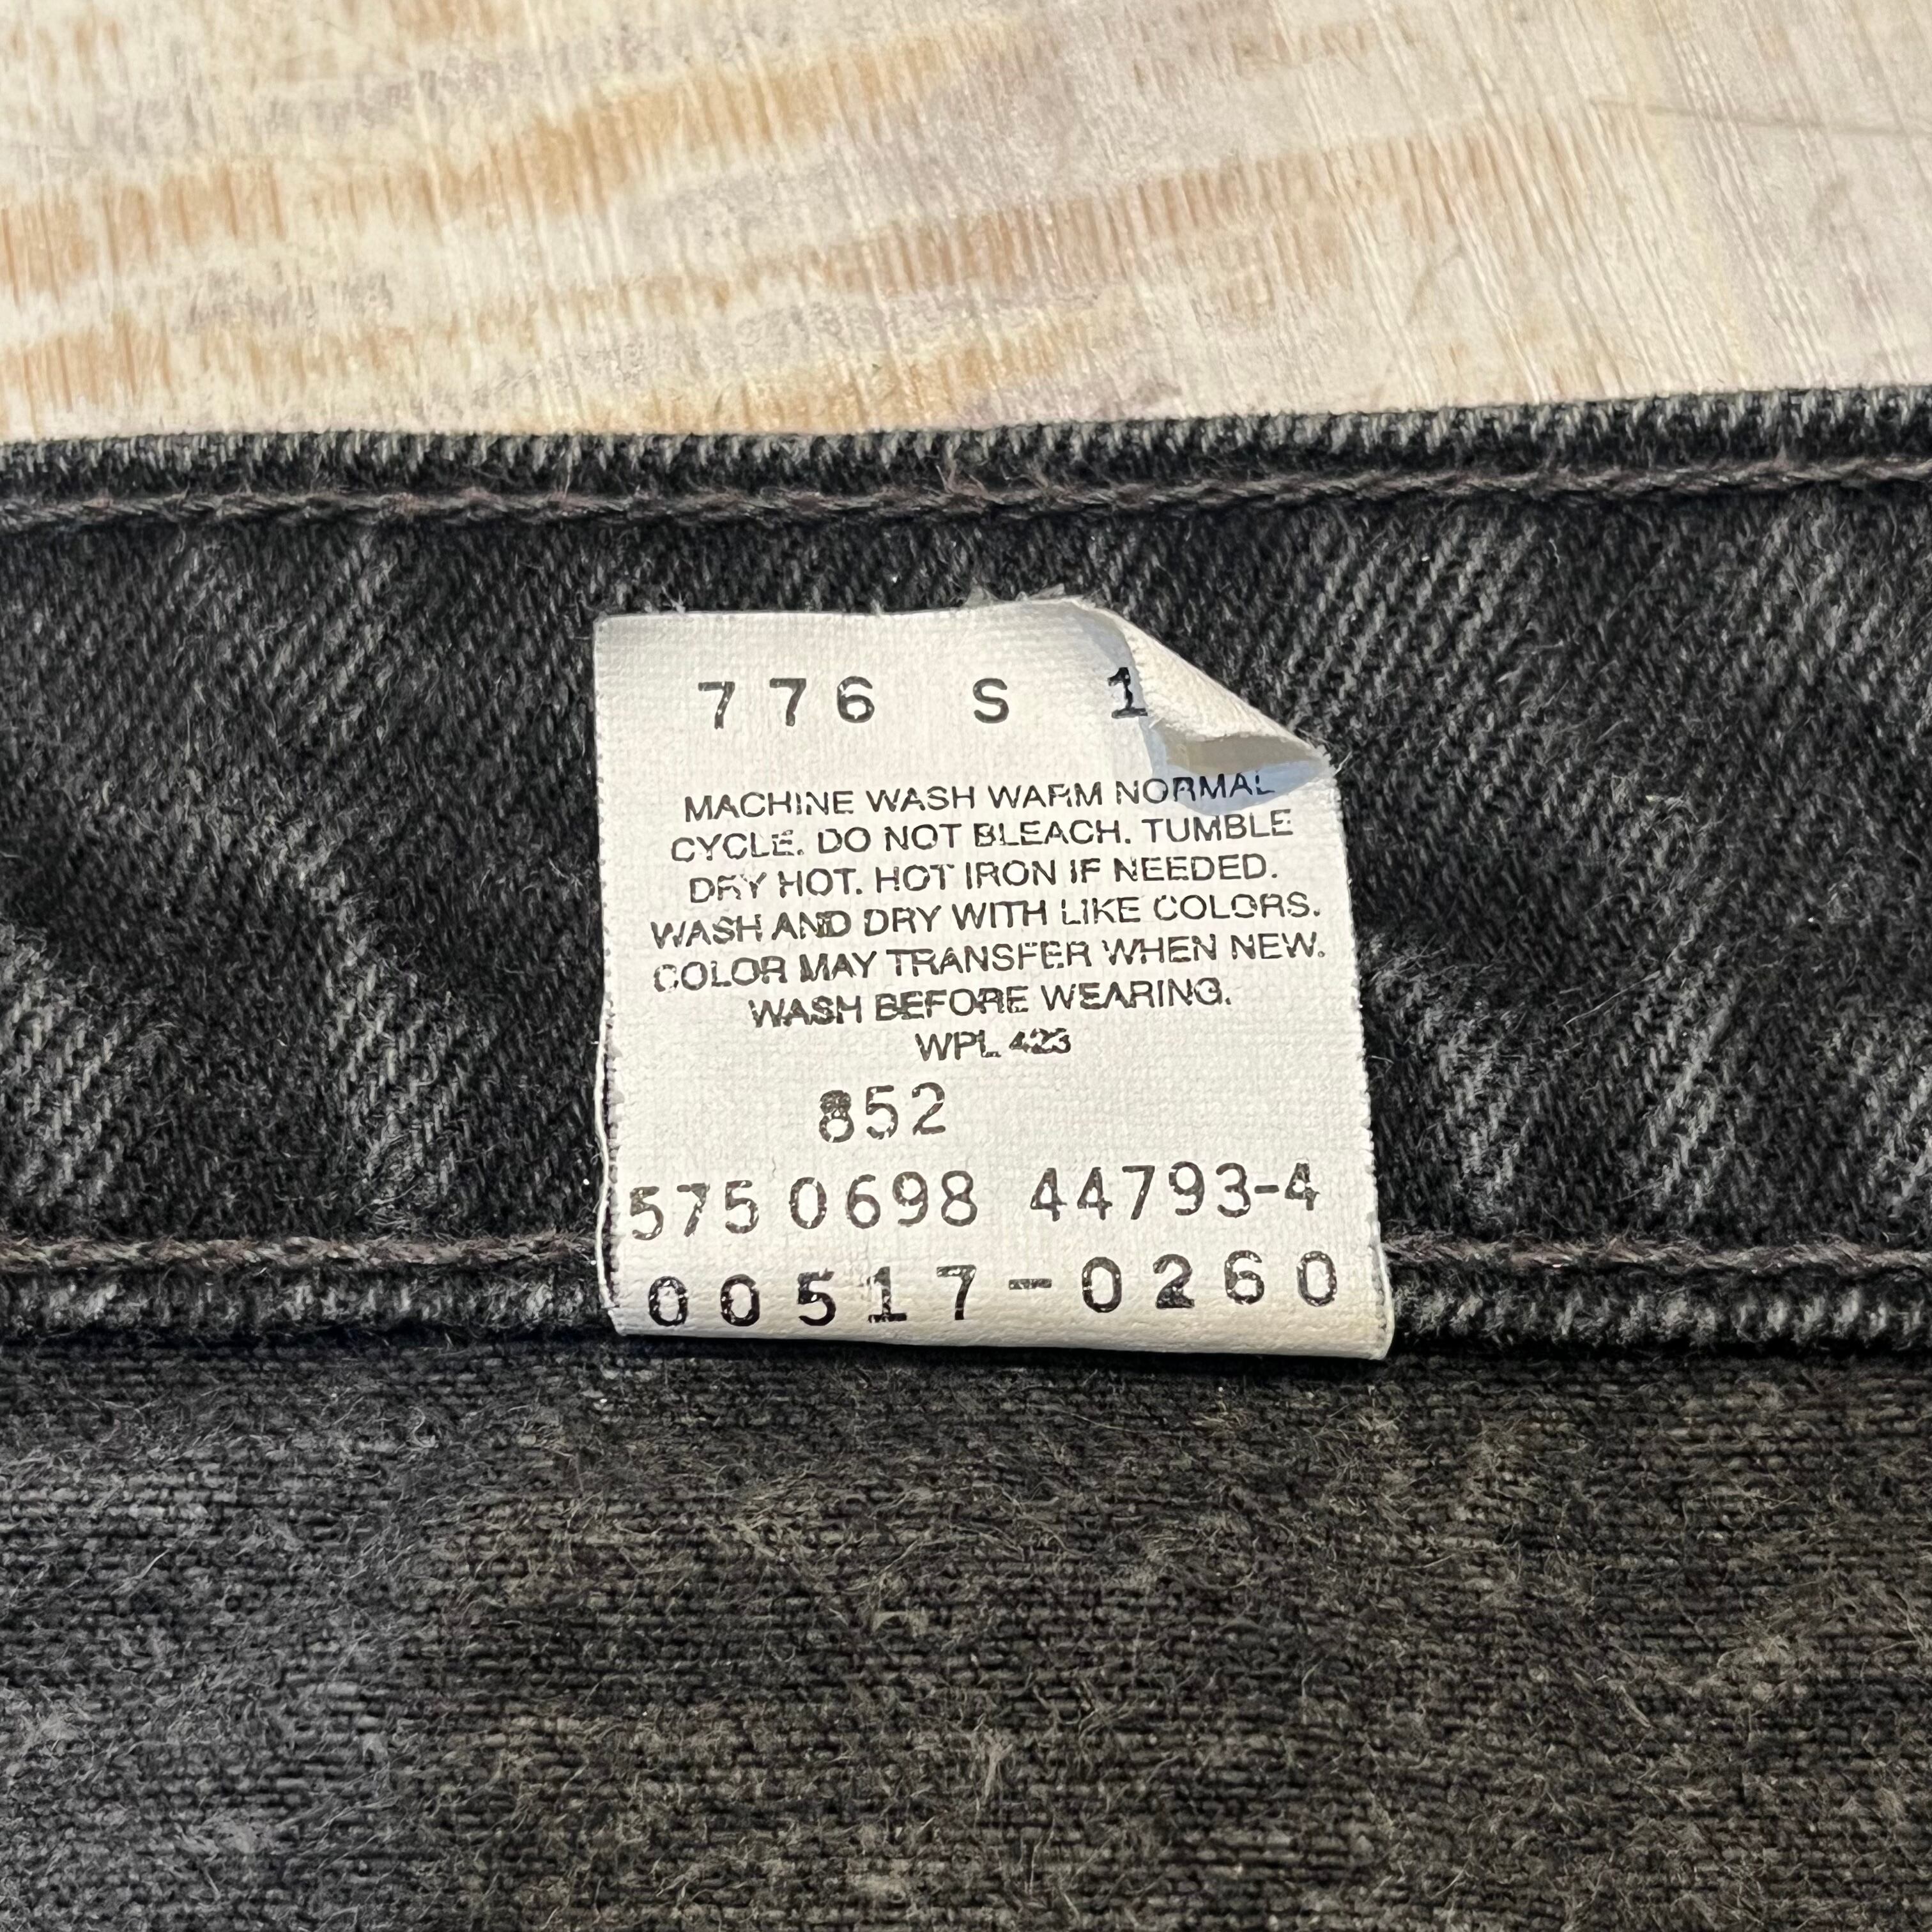 776 S 1
MACHINE WASH WARM NORMAL
CYCLE. DO NOT BLEACH. TUMBLE
DRY HOT. HOT IRON IF NEEDED.
WASH AND DRY WITH LIKE COLORS.
COLOR MAY TRANSFER WHEN NEW.
WASH BEFORE WEARING.
WPL 423
852
575 0698 44793-4
00517-0260